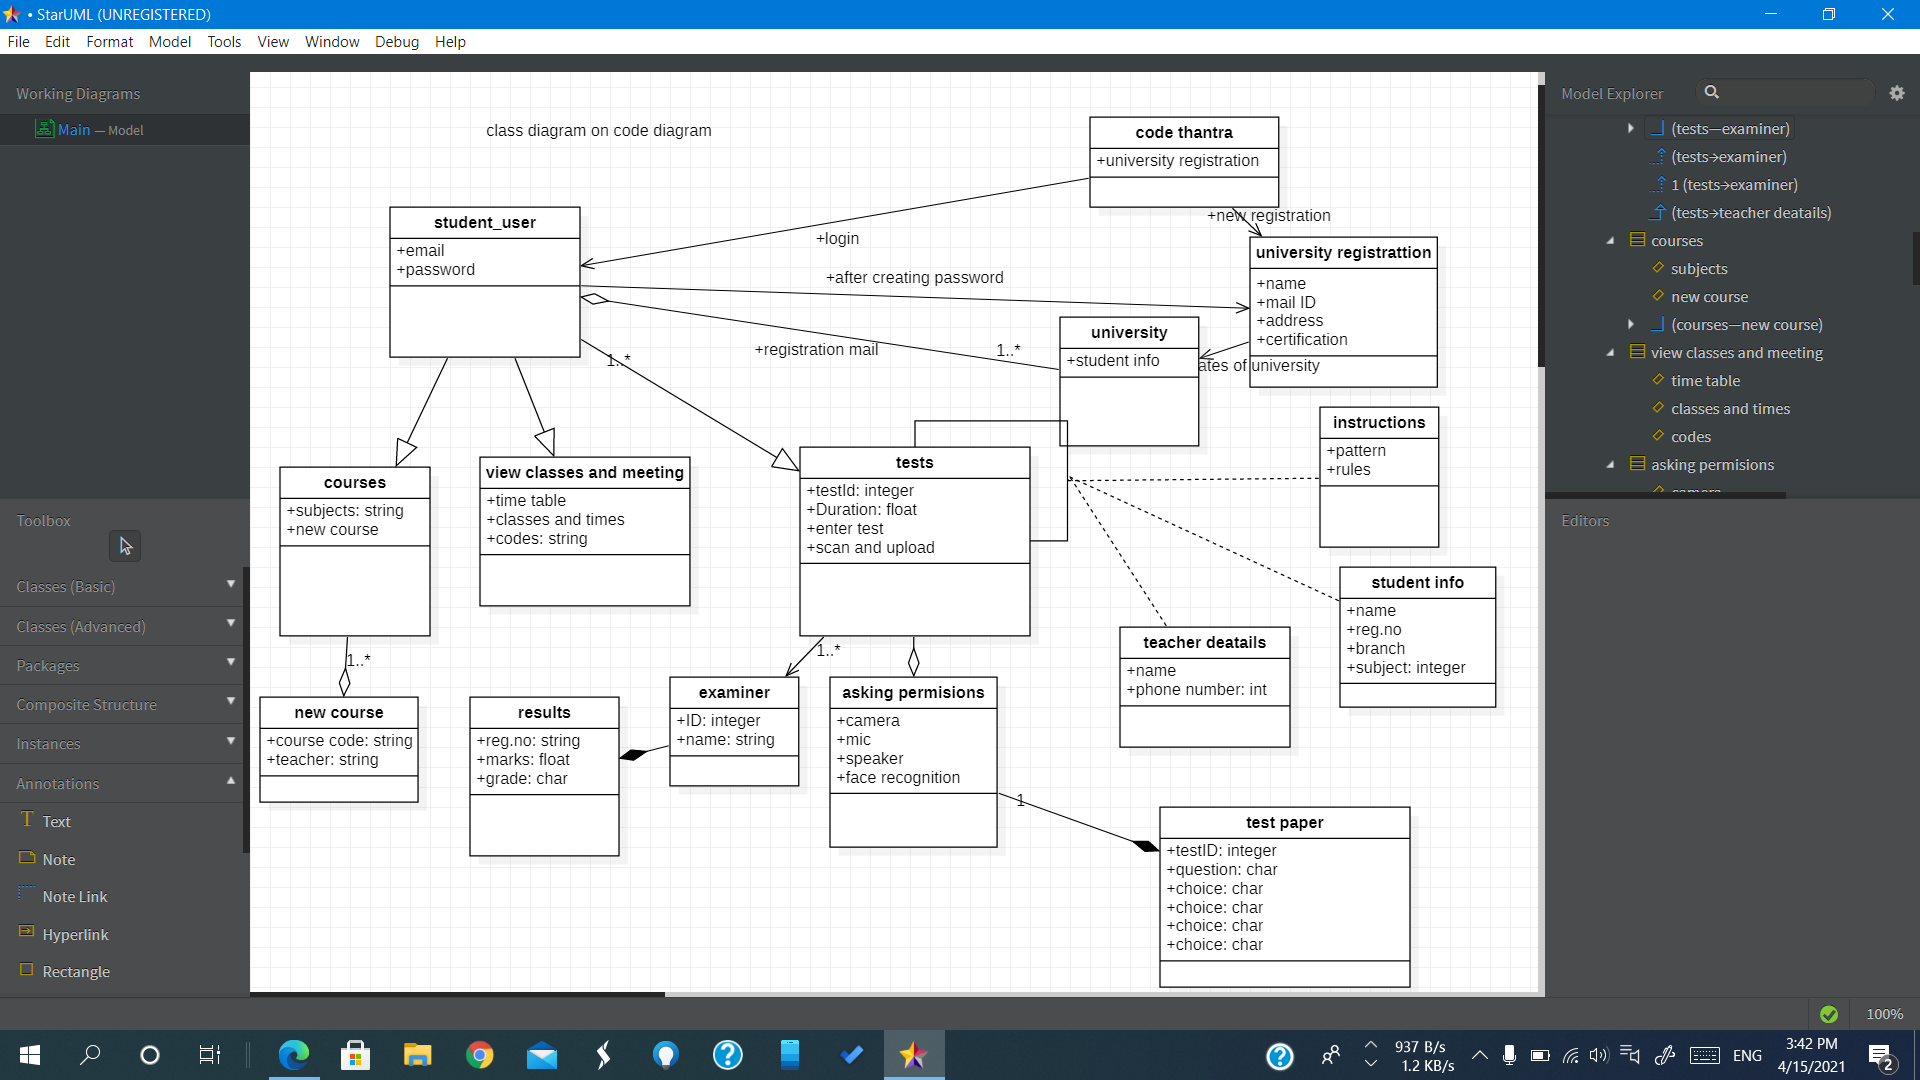 • StarUML (UNREGISTERED)
File Edit Format Model Tools View Window Debug Help
Working Diagrams
Main — Model
Toolbox
Classes (Basic)
Classes (Advanced)
Packages
Composite Structure
Instances
Annotations
Text
Note
Note Link
Hyperlink
Rectangle
class diagram on code diagram
code thantra
+university registration
+new registration
student_user
+email
+password
+login
+after creating password
+registration mail
1..*
1..*
university registrattion
+name
+mail ID
+address
+certification
university
+student info
ates of university
instructions
+pattern
+rules
courses
+subjects: string
+new course
view classes and meeting
+time table
+classes and times
+codes: string
tests
+testId: integer
+Duration: float
+enter test
+scan and upload
student info
+name
+reg.no
+branch
+subject: integer
teacher deatails
+name
+phone number: int
1..*
1..*
new course
+course code: string
+teacher: string
results
+reg.no: string
+marks: float
+grade: char
examiner
+ID: integer
+name: string
asking permisions
+camera
+mic
+speaker
+face recognition
1
test paper
+testID: integer
+question: char
+choice: char
+choice: char
+choice: char
+choice: char
Model Explorer
(tests—examiner)
(tests→examiner)
1 (tests→examiner)
(tests→teacher deatails)
courses
subjects
new course
(courses—new course)
view classes and meeting
time table
classes and times
codes
asking permisions
camera
Editors
100%
937 B/s
1.2 KB/s
ENG
3:42 PM
4/15/2021
2